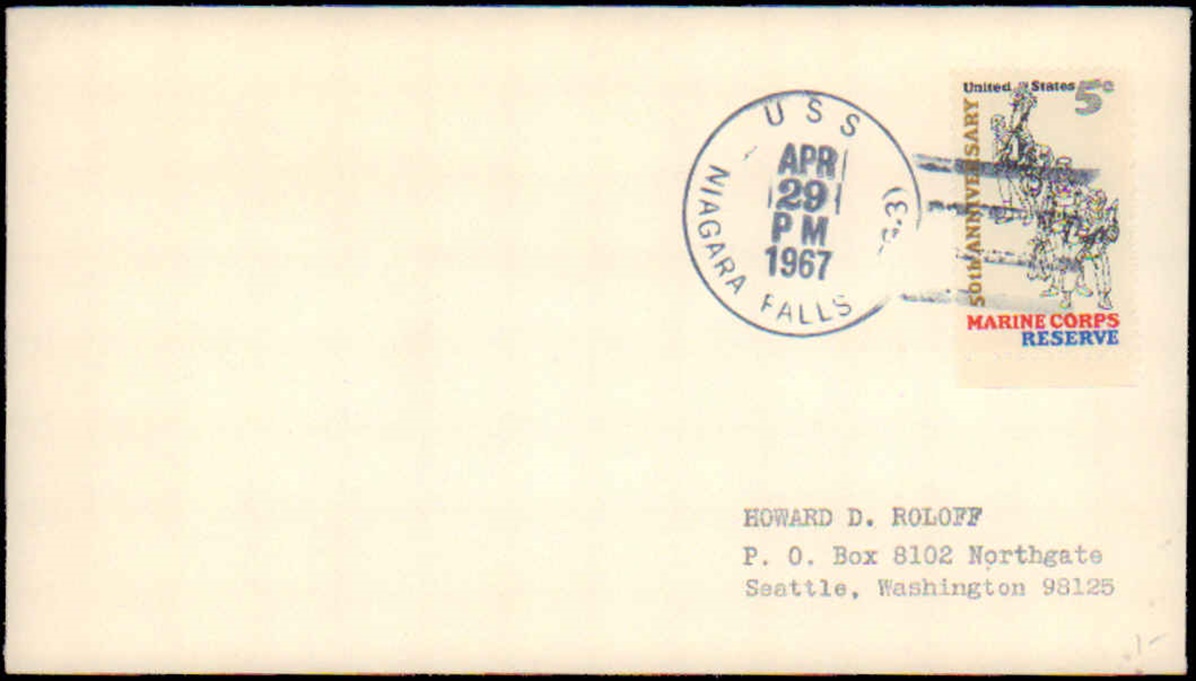 USS
NIAGARA FALLS
APR
29
PM
1967
United States 5c
50th ANNIVERSARY
MARINE CORPS
RESERVE
HOWARD D. ROLOFF
P. O. Box 8102 Northgate
Seattle, Washington 98125